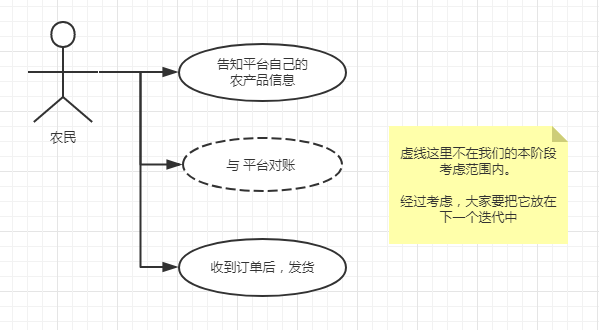 告知平台自己的
农产品信息
农民
与 平台对账
虚线这里不在我们的本阶段
考虑范围内。
经过考虑，大家要把它放在
下一个迭代中
收到订单后，发货